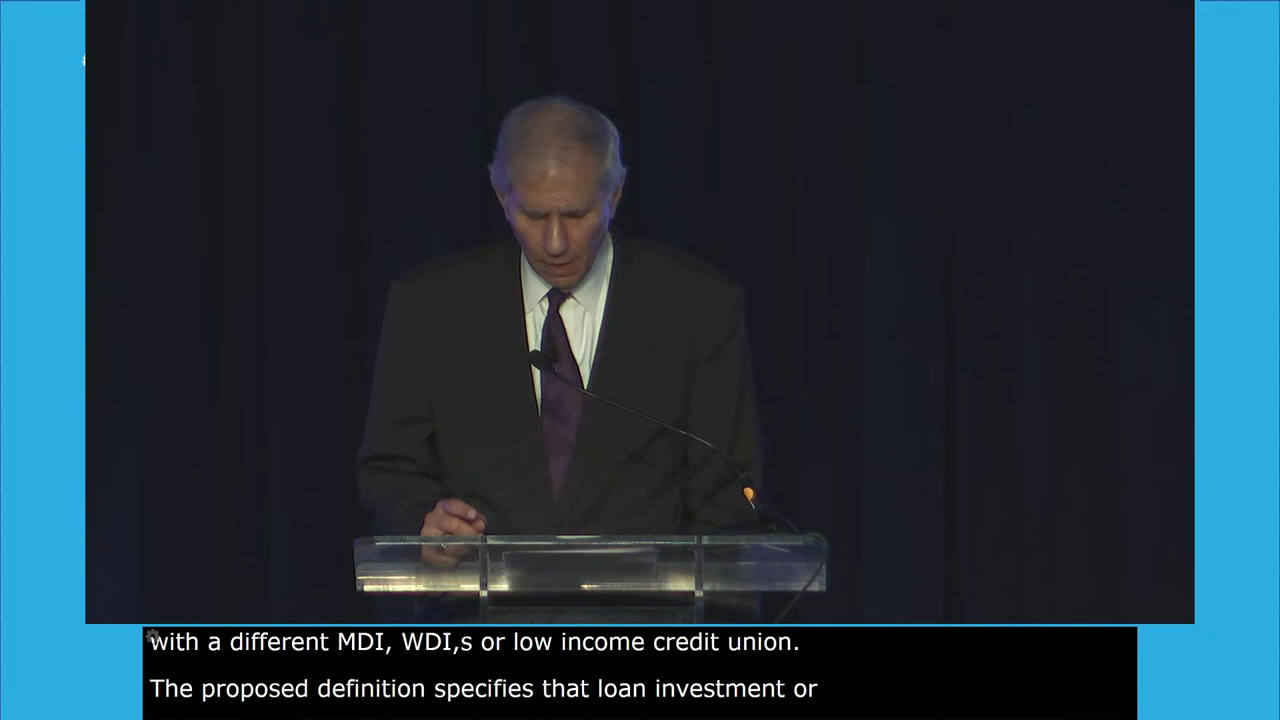 with a different MDI, WDI,s or low income credit union.
The proposed definition specifies that loan investment or